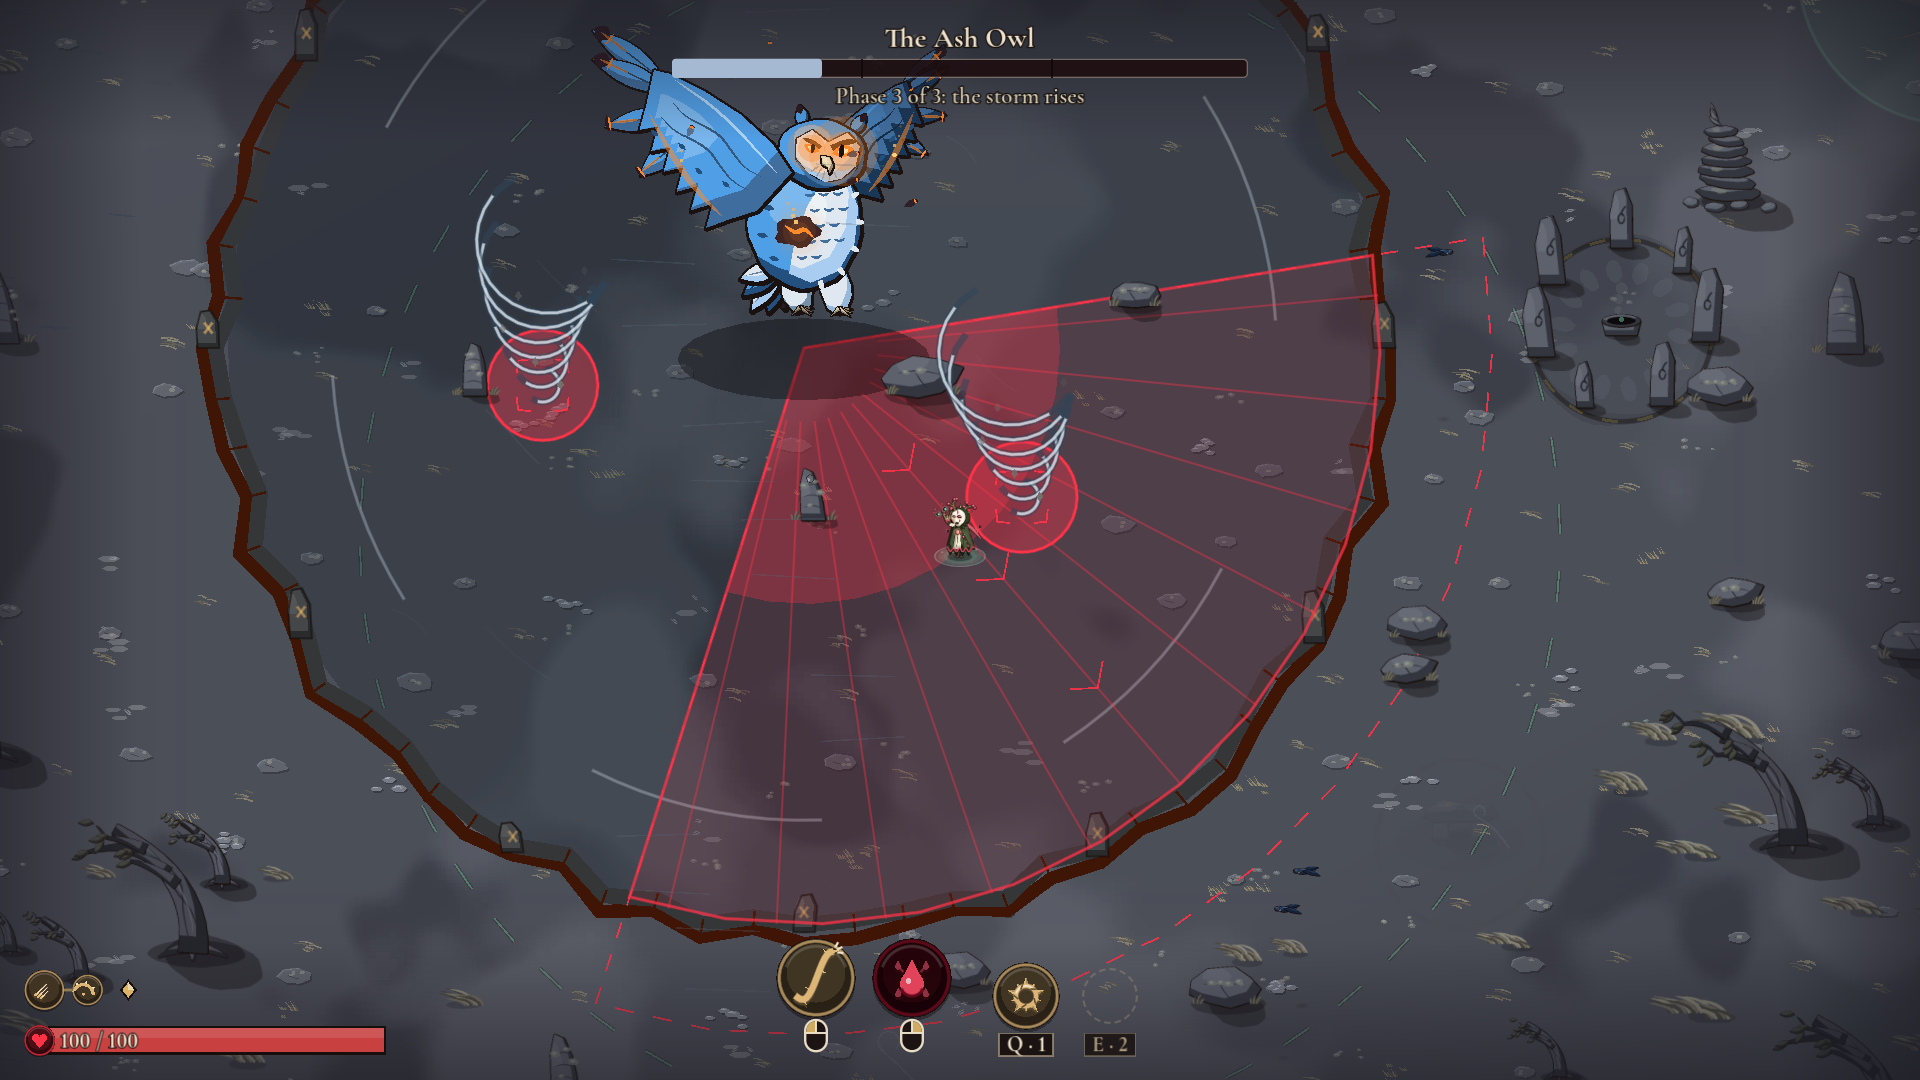 The Ash Owl
Phase 3 of 3: the storm rises
100 / 100
Q · 1
E · 2